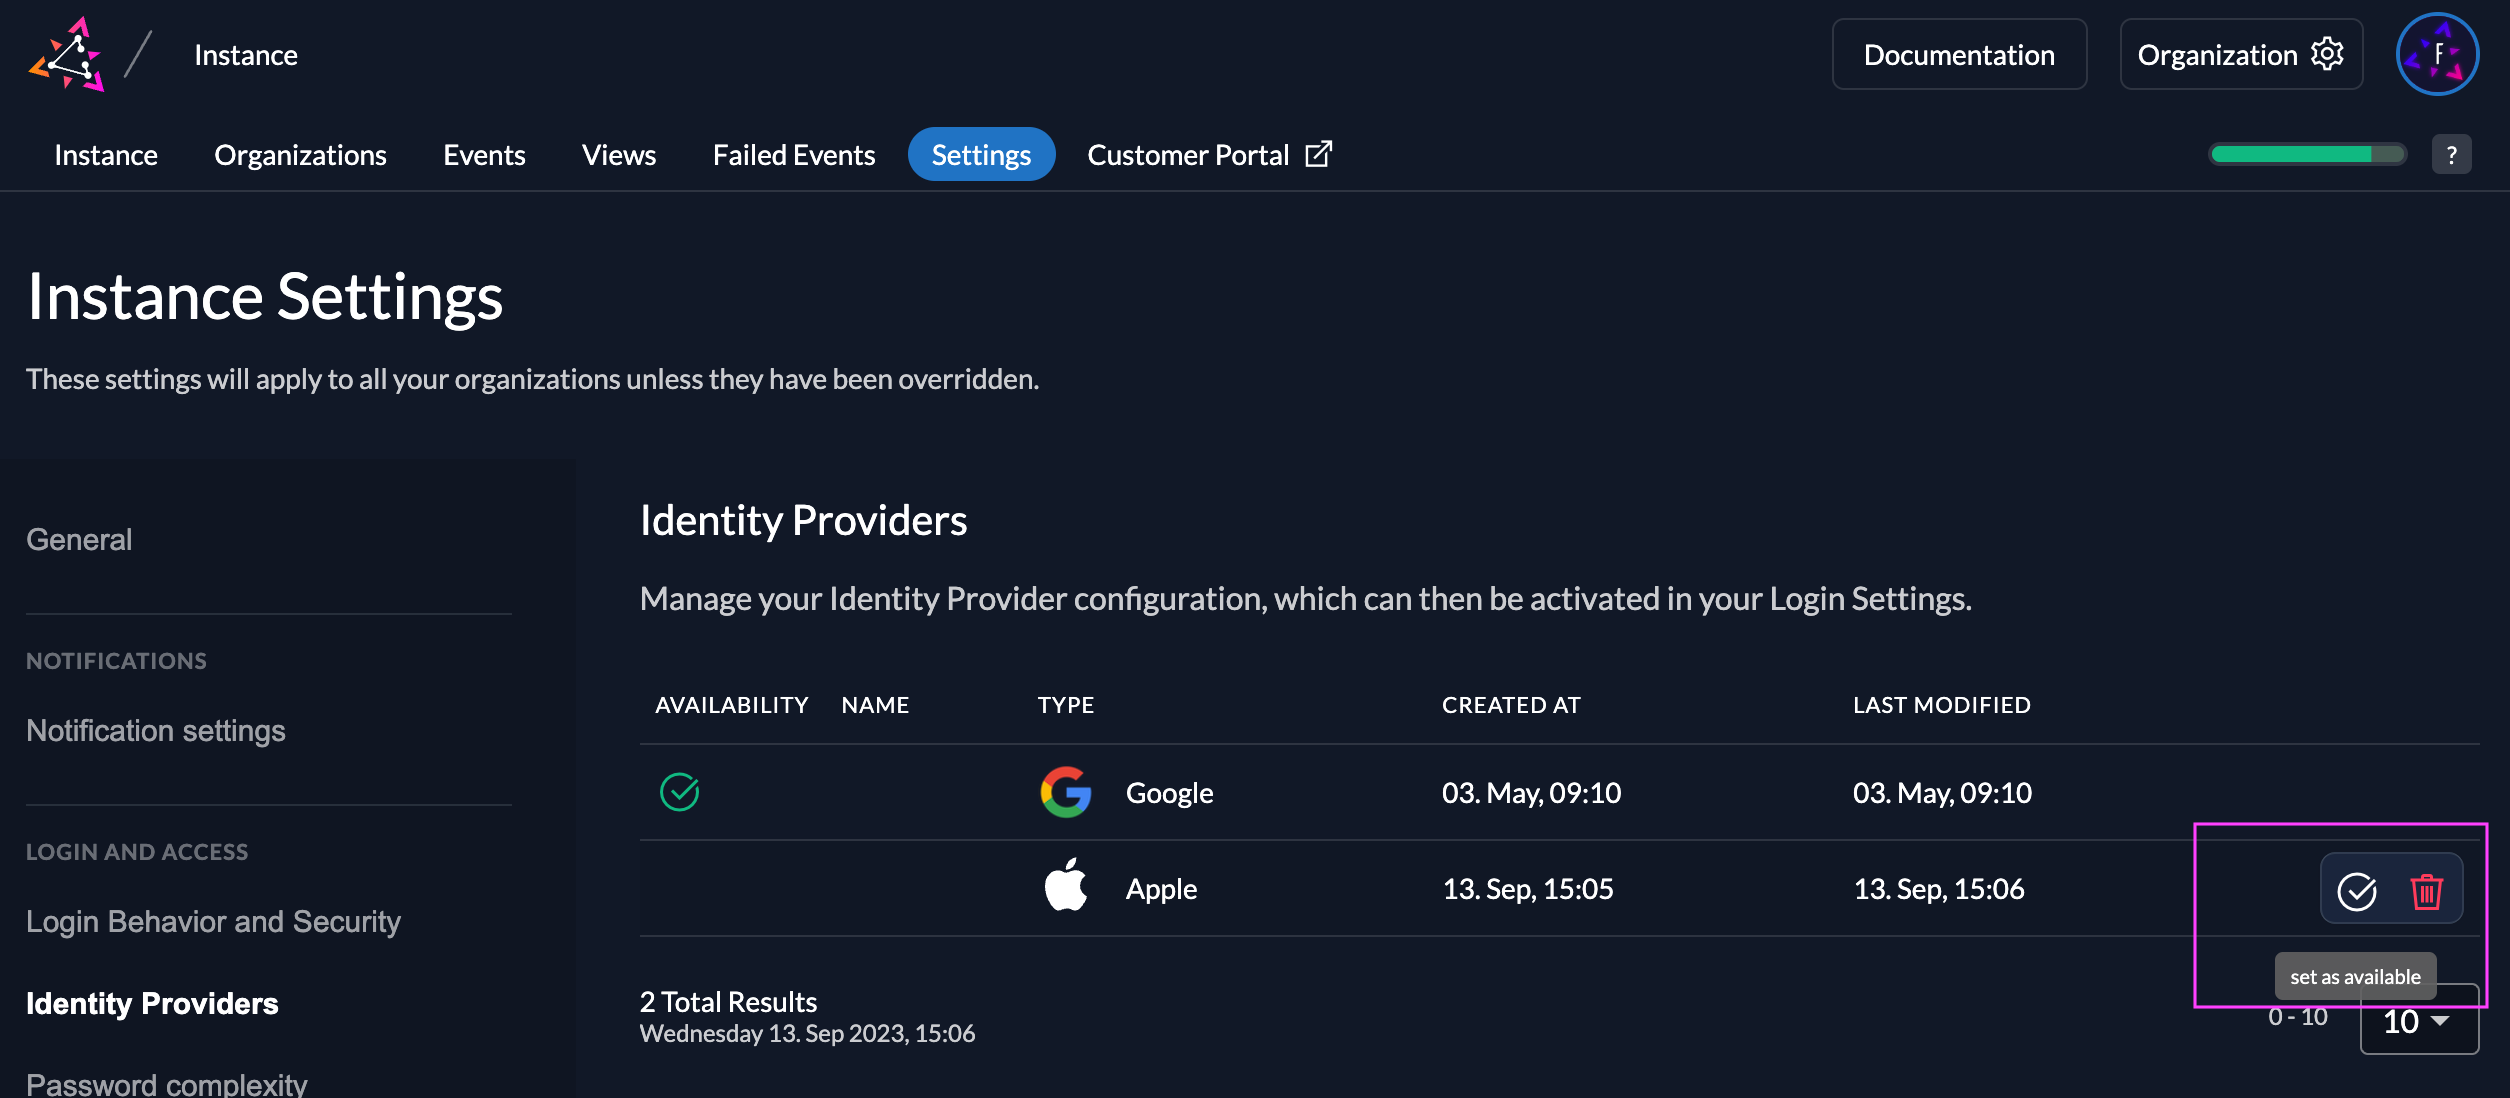 Instance
Documentation
Organization
F
Instance
Organizations
Events
Views
Failed Events
Settings
Customer Portal
?
Instance Settings
These settings will apply to all your organizations unless they have been overridden.
General
NOTIFICATIONS
Notification settings
LOGIN AND ACCESS
Login Behavior and Security
Identity Providers
Password complexity
Identity Providers
Manage your Identity Provider configuration, which can then be activated in your Login Settings.
AVAILABILITY NAME TYPE CREATED AT LAST MODIFIED
Google 03. May, 09:10 03. May, 09:10
Apple 13. Sep, 15:05 13. Sep, 15:06
set as available
2 Total Results
Wednesday 13. Sep 2023, 15:06
0 - 10
10